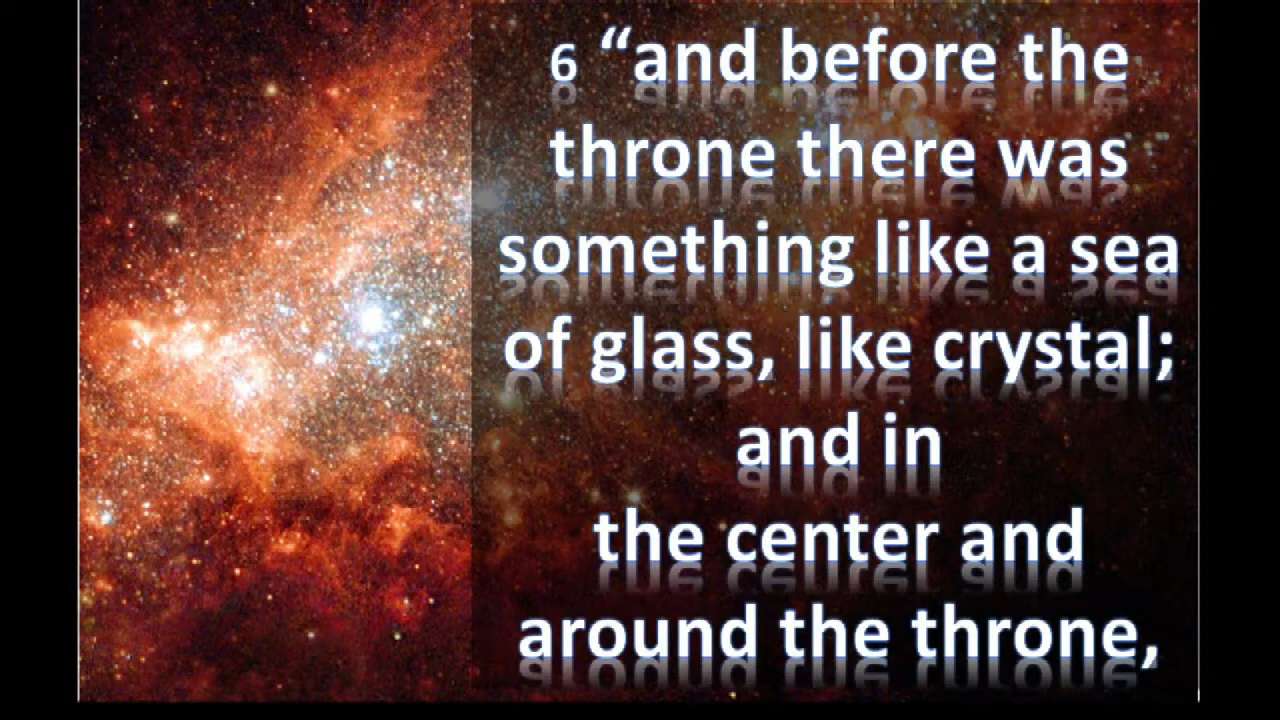 6 “and before the
throne there was
something like a sea
of glass, like crystal;
and in
the center and
around the throne,